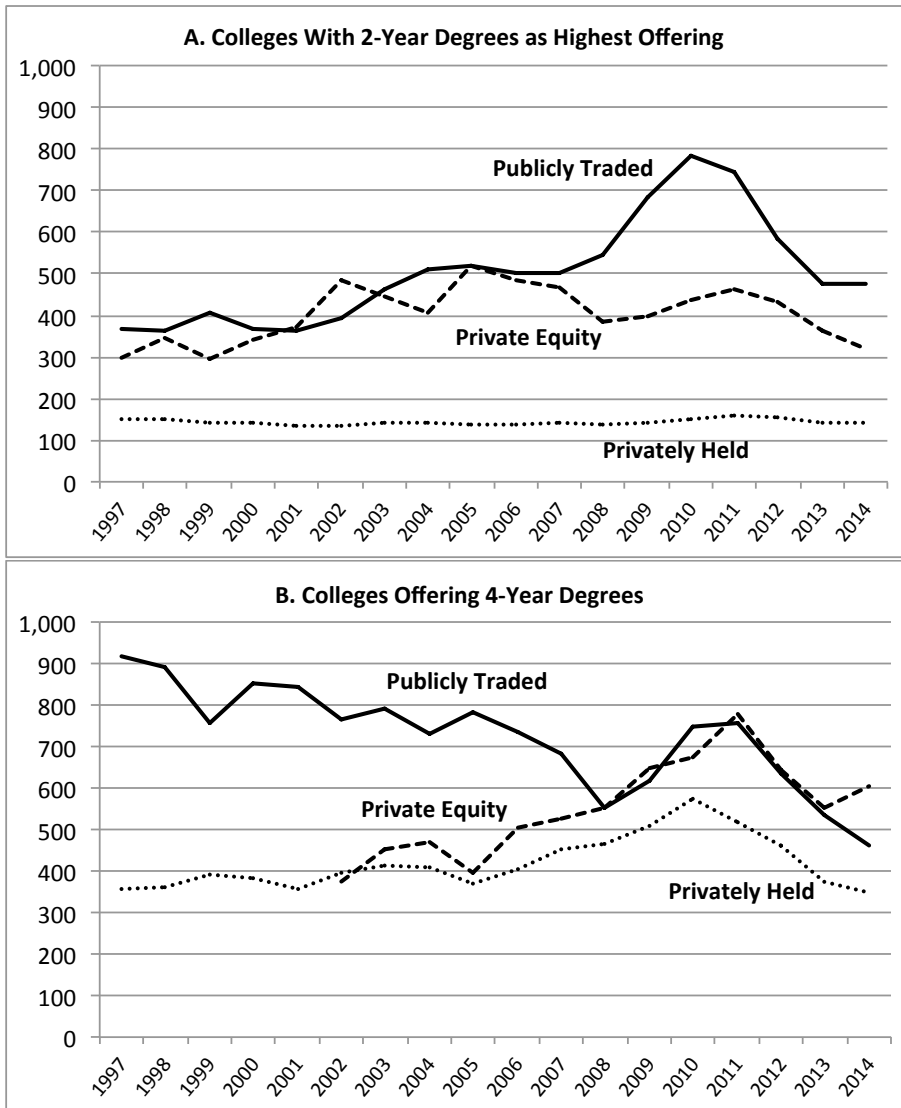 A. Colleges With 2-Year Degrees as Highest Offering
1,000
900
800
700
600
500
400
300
200
100
0
Publicly Traded
Private Equity
Privately Held
1997 1998 1999 2000 2001 2002 2003 2004 2005 2006 2007 2008 2009 2010 2011 2012 2013 2014
B. Colleges Offering 4-Year Degrees
1,000
900
800
700
600
500
400
300
200
100
0
Publicly Traded
Private Equity
Privately Held
1997 1998 1999 2000 2001 2002 2003 2004 2005 2006 2007 2008 2009 2010 2011 2012 2013 2014